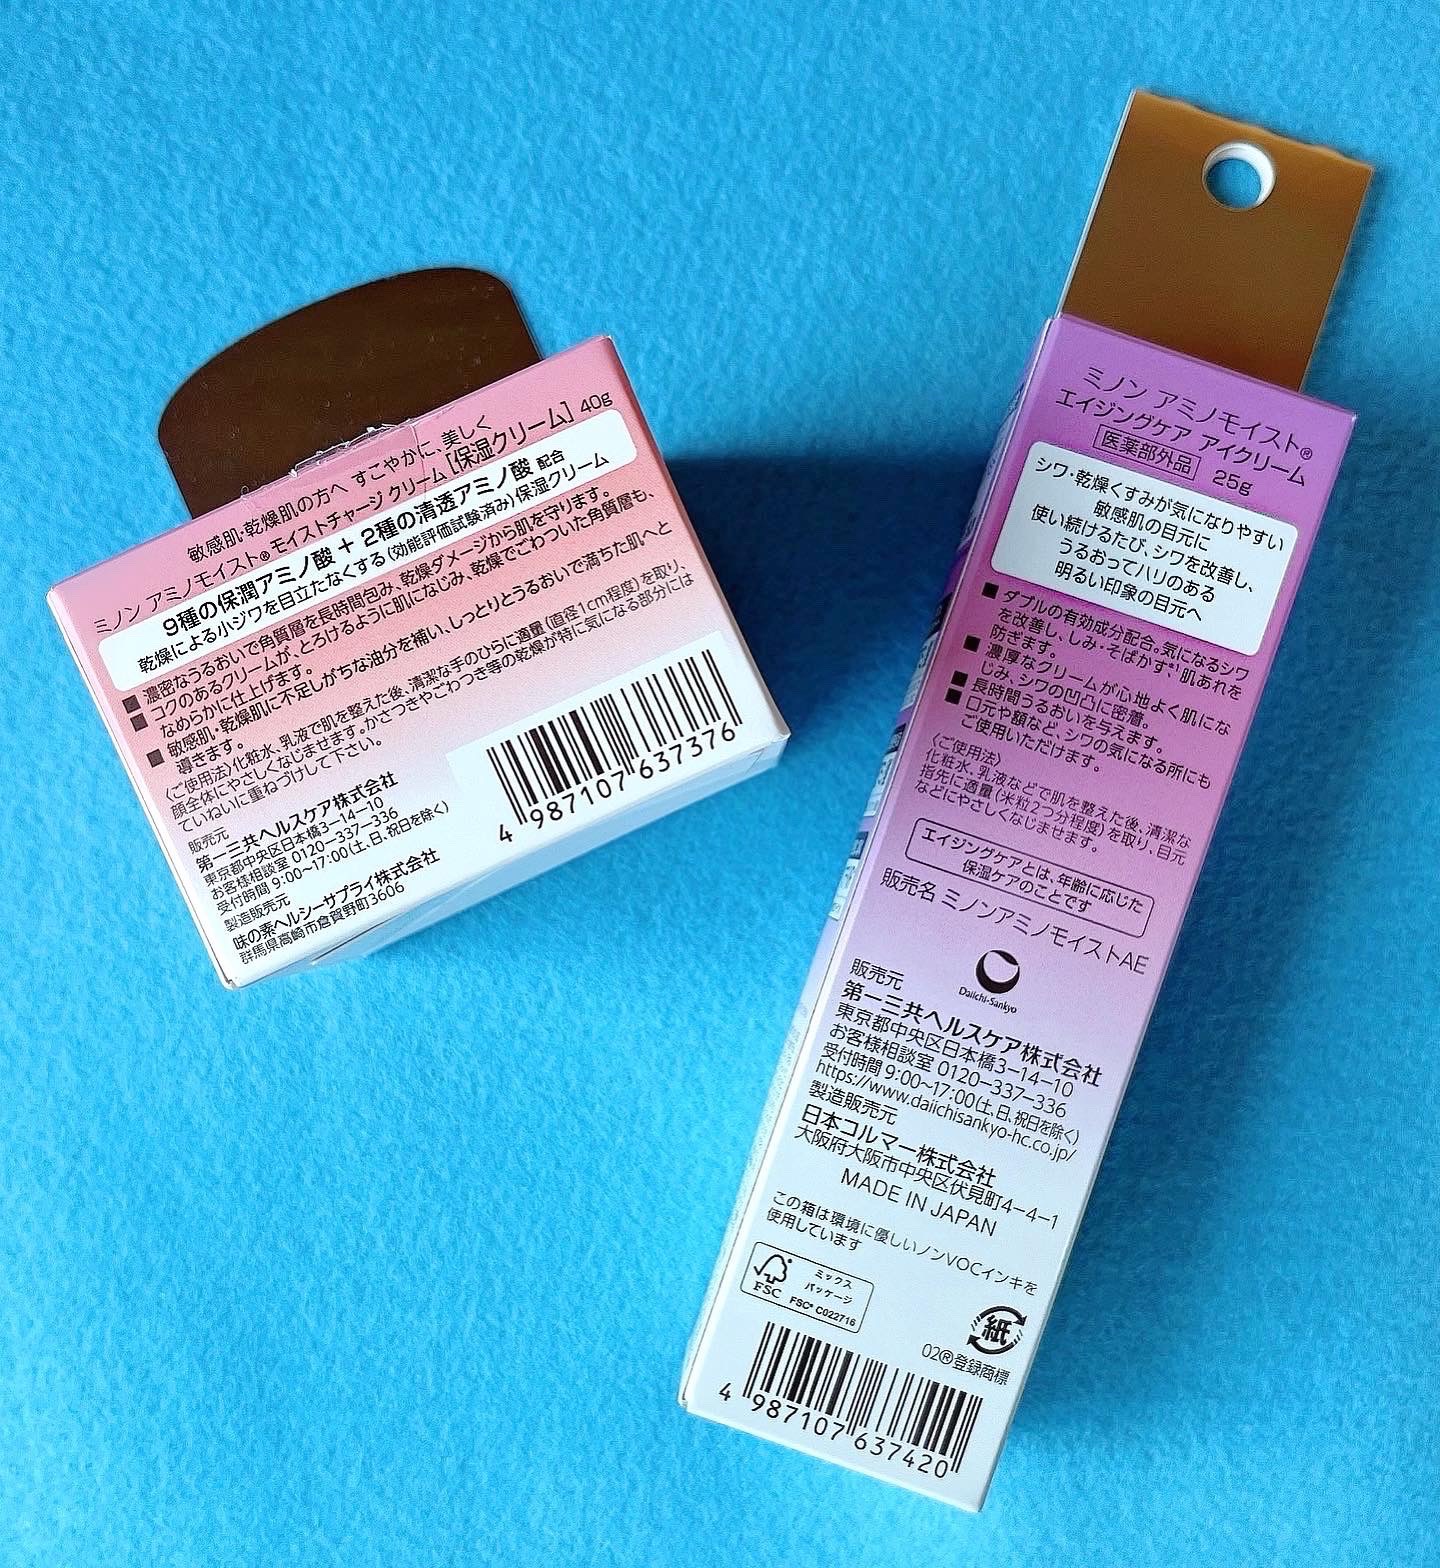 敏感肌・乾燥肌の方へ すこやかに、美しく
ミノン アミノモイスト® モイストチャージ クリーム [保湿クリーム] 40g
9種の保潤アミノ酸 + 2種の清透アミノ酸 配合
乾燥による小ジワを目立たなくする(効能評価試験済み)保湿クリーム
■ 濃密なうるおいで角質層を長時間包み、乾燥ダメージから肌を守ります。
■ コクのあるクリームが、とろけるように肌になじみ、乾燥でごわついた角質層も、
なめらかに仕上げます。
■ 敏感肌・乾燥肌に不足しがちな油分を補い、しっとりとうるおいで満ちた肌へと
導きます。
〈ご使用法〉化粧水、乳液で肌を整えた後、清潔な手のひらに適量(直径1cm程度)を取り、
顔全体にやさしくなじませます。かさつきやごわつき等の乾燥が特に気になる部分には
ていねいに重ねづけして下さい。
販売元
第一三共ヘルスケア株式会社
東京都中央区日本橋3-14-10
お客様相談室 0120-337-336
受付時間 9:00~17:00(土、日、祝日を除く)
製造販売元
味の素ヘルシーサプライ株式会社
群馬県高崎市倉賀野町3606
4 987107 637376
ミノン アミノモイスト®
エイジングケア アイクリーム
医薬部外品 25g
シワ・乾燥くすみが気になりやすい
敏感肌の目元に
使い続けるたび、シワを改善し、
うるおってハリのある
明るい印象の目元へ
■ ダブルの有効成分配合。気になるシワ
を改善し、しみ・そばかす*¹、肌あれを
防ぎます。
■ 濃厚なクリームが心地よく肌にな
じみ、シワの凹凸に密着。
■ 長時間うるおいを与えます。
■ 口元や額など、シワの気になる所にも
ご使用いただけます。
〈ご使用法〉
化粧水、乳液などで肌を整えた後、清潔な
指先に適量(米粒2つ分程度)を取り、目元
などにやさしくなじませます。
エイジングケアとは、年齢に応じた
保湿ケアのことです
販売名 ミノンアミノモイストAE
Daiichi-Sankyo
販売元
第一三共ヘルスケア株式会社
東京都中央区日本橋3-14-10
お客様相談室 0120-337-336
受付時間 9:00~17:00(土、日、祝日を除く)
https://www.daiichisankyo-hc.co.jp/
製造販売元
日本コルマー株式会社
大阪府大阪市中央区伏見町4-4-1
MADE IN JAPAN
この箱は環境に優しいノンVOCインキを
使用しています
FSC
ミックス
パッケージ
FSC® C022716
紙
02®登録商標
4 987107 637420